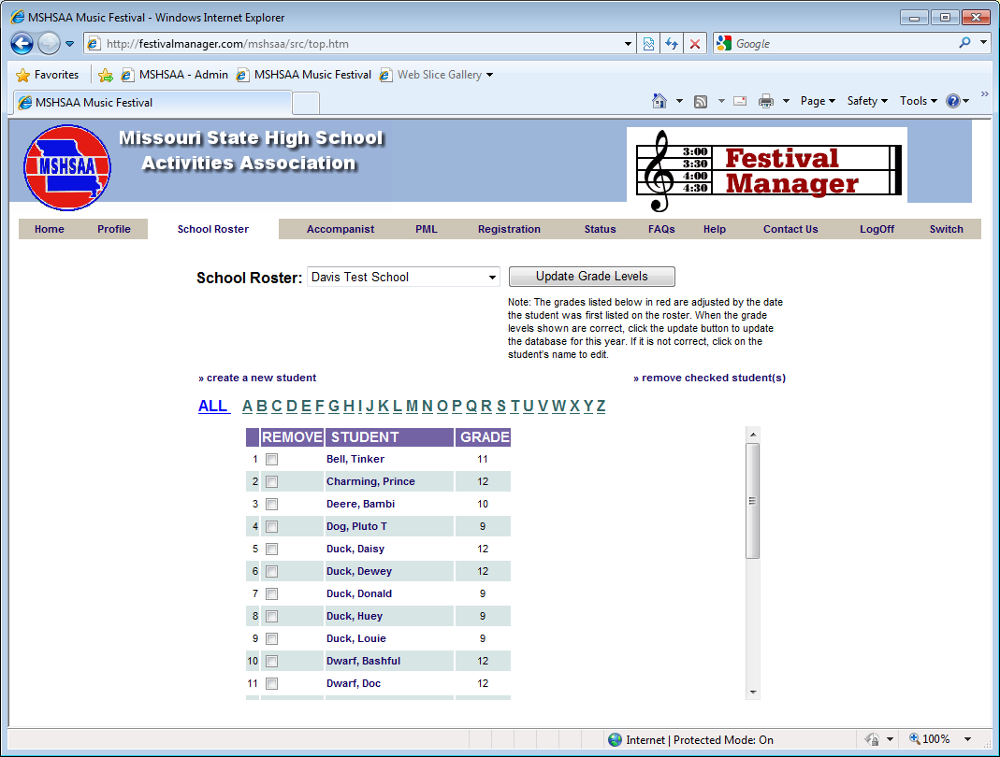 MSHSAA Music Festival - Windows Internet Explorer
http://festivalmanager.com/mshsaa/src/top.htm
Google
Favorites
MSHSAA - Admin
MSHSAA Music Festival
Web Slice Gallery
MSHSAA Music Festival
Page
Safety
Tools
»
MSHSAA
Missouri State High School
Activities Association
3:00
3:30
4:00
4:30
Festival
Manager
Home Profile School Roster Accompanist PML Registration Status FAQs Help Contact Us LogOff Switch
School Roster: Davis Test School Update Grade Levels
Note: The grades listed below in red are adjusted by the date
the student was first listed on the roster. When the grade
levels shown are correct, click the update button to update
the database for this year. If it is not correct, click on the
student's name to edit.
» create a new student » remove checked student(s)
ALL A B C D E F G H I J K L M N O P Q R S T U V W X Y Z
REMOVE STUDENT GRADE
1 Bell, Tinker 11
2 Charming, Prince 12
3 Deere, Bambi 10
4 Dog, Pluto T 9
5 Duck, Daisy 12
6 Duck, Dewey 12
7 Duck, Donald 9
8 Duck, Huey 9
9 Duck, Louie 9
10 Dwarf, Bashful 12
11 Dwarf, Doc 12
Internet | Protected Mode: On
100%